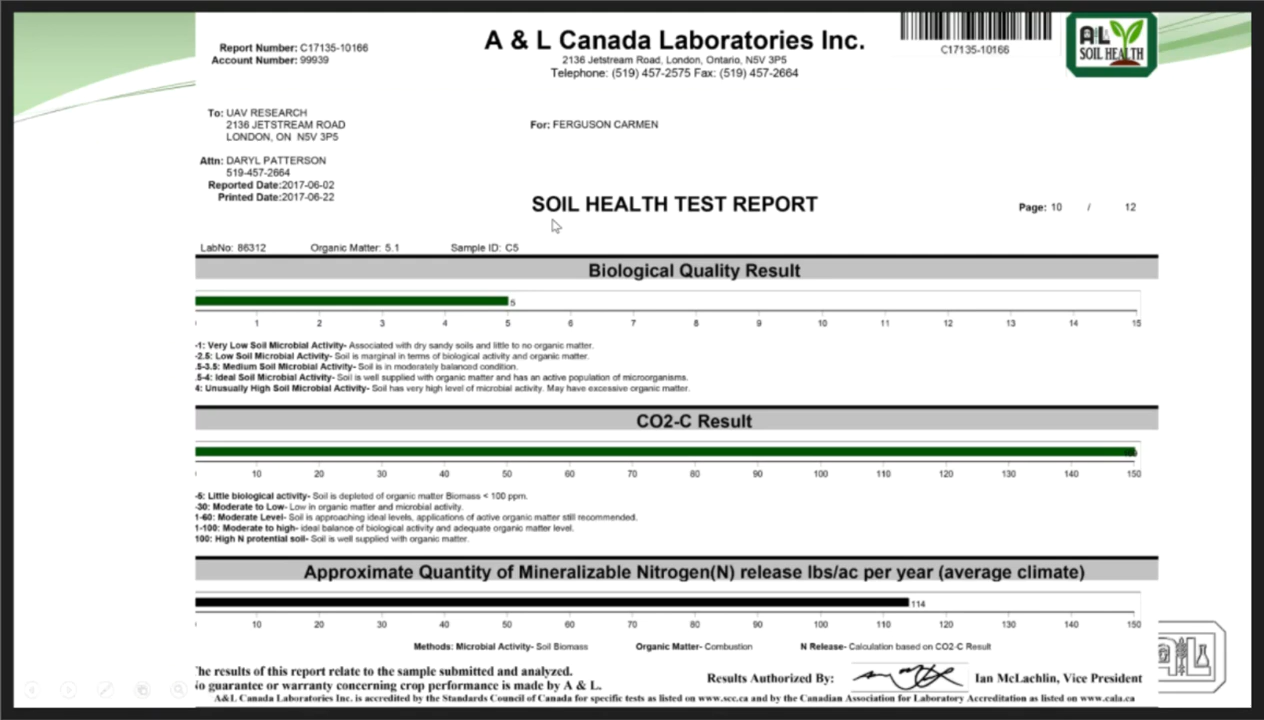 Report Number: C17135-10166
Account Number: 99939
A & L Canada Laboratories Inc.
2136 Jetstream Road, London, Ontario, N5V 3P5
Telephone: (519) 457-2575 Fax: (519) 457-2664
C17135-10166
A&L
SOIL HEALTH
To: UAV RESEARCH
2136 JETSTREAM ROAD
LONDON, ON N5V 3P5
For: FERGUSON CARMEN
Attn: DARYL PATTERSON
519-457-2664
Reported Date:2017-06-02
Printed Date:2017-06-22
SOIL HEALTH TEST REPORT
Page: 10 / 12
LabNo: 86312 Organic Matter: 5.1 Sample ID: C5
Biological Quality Result
5
1 2 3 4 5 6 7 8 9 10 11 12 13 14 15
-1: Very Low Soil Microbial Activity- Associated with dry sandy soils and little to no organic matter.
-2.5: Low Soil Microbial Activity- Soil is marginal in terms of biological activity and organic matter.
.5-3.5: Medium Soil Microbial Activity- Soil is in moderately balanced condition.
.5-4: Ideal Soil Microbial Activity- Soil is well supplied with organic matter and has an active population of microorganisms.
4: Unusually High Soil Microbial Activity- Soil has very high level of microbial activity. May have excessive organic matter.
CO2-C Result
10 20 30 40 50 60 70 80 90 100 110 120 130 140 150
-5: Little biological activity- Soil is depleted of organic matter Biomass < 100 ppm.
-30: Moderate to Low- Low in organic matter and microbial activity.
1-60: Moderate Level- Soil is approaching ideal levels, applications of active organic matter still recommended.
1-100: Moderate to high- ideal balance of biological activity and adequate organic matter level.
100: High N potential soil- Soil is well supplied with organic matter.
Approximate Quantity of Mineralizable Nitrogen(N) release lbs/ac per year (average climate)
114
10 20 30 40 50 60 70 80 90 100 110 120 130 140 150
Methods: Microbial Activity- Soil Biomass Organic Matter- Combustion N Release- Calculation based on CO2-C Result
he results of this report relate to the sample submitted and analyzed.
o guarantee or warranty concerning crop performance is made by A & L.
Results Authorized By: Ian McLachlin, Vice President
A&L Canada Laboratories Inc. is accredited by the Standards Council of Canada for specific tests as listed on www.scc.ca and by the Canadian Association for Laboratory Accreditation as listed on www.cala.ca